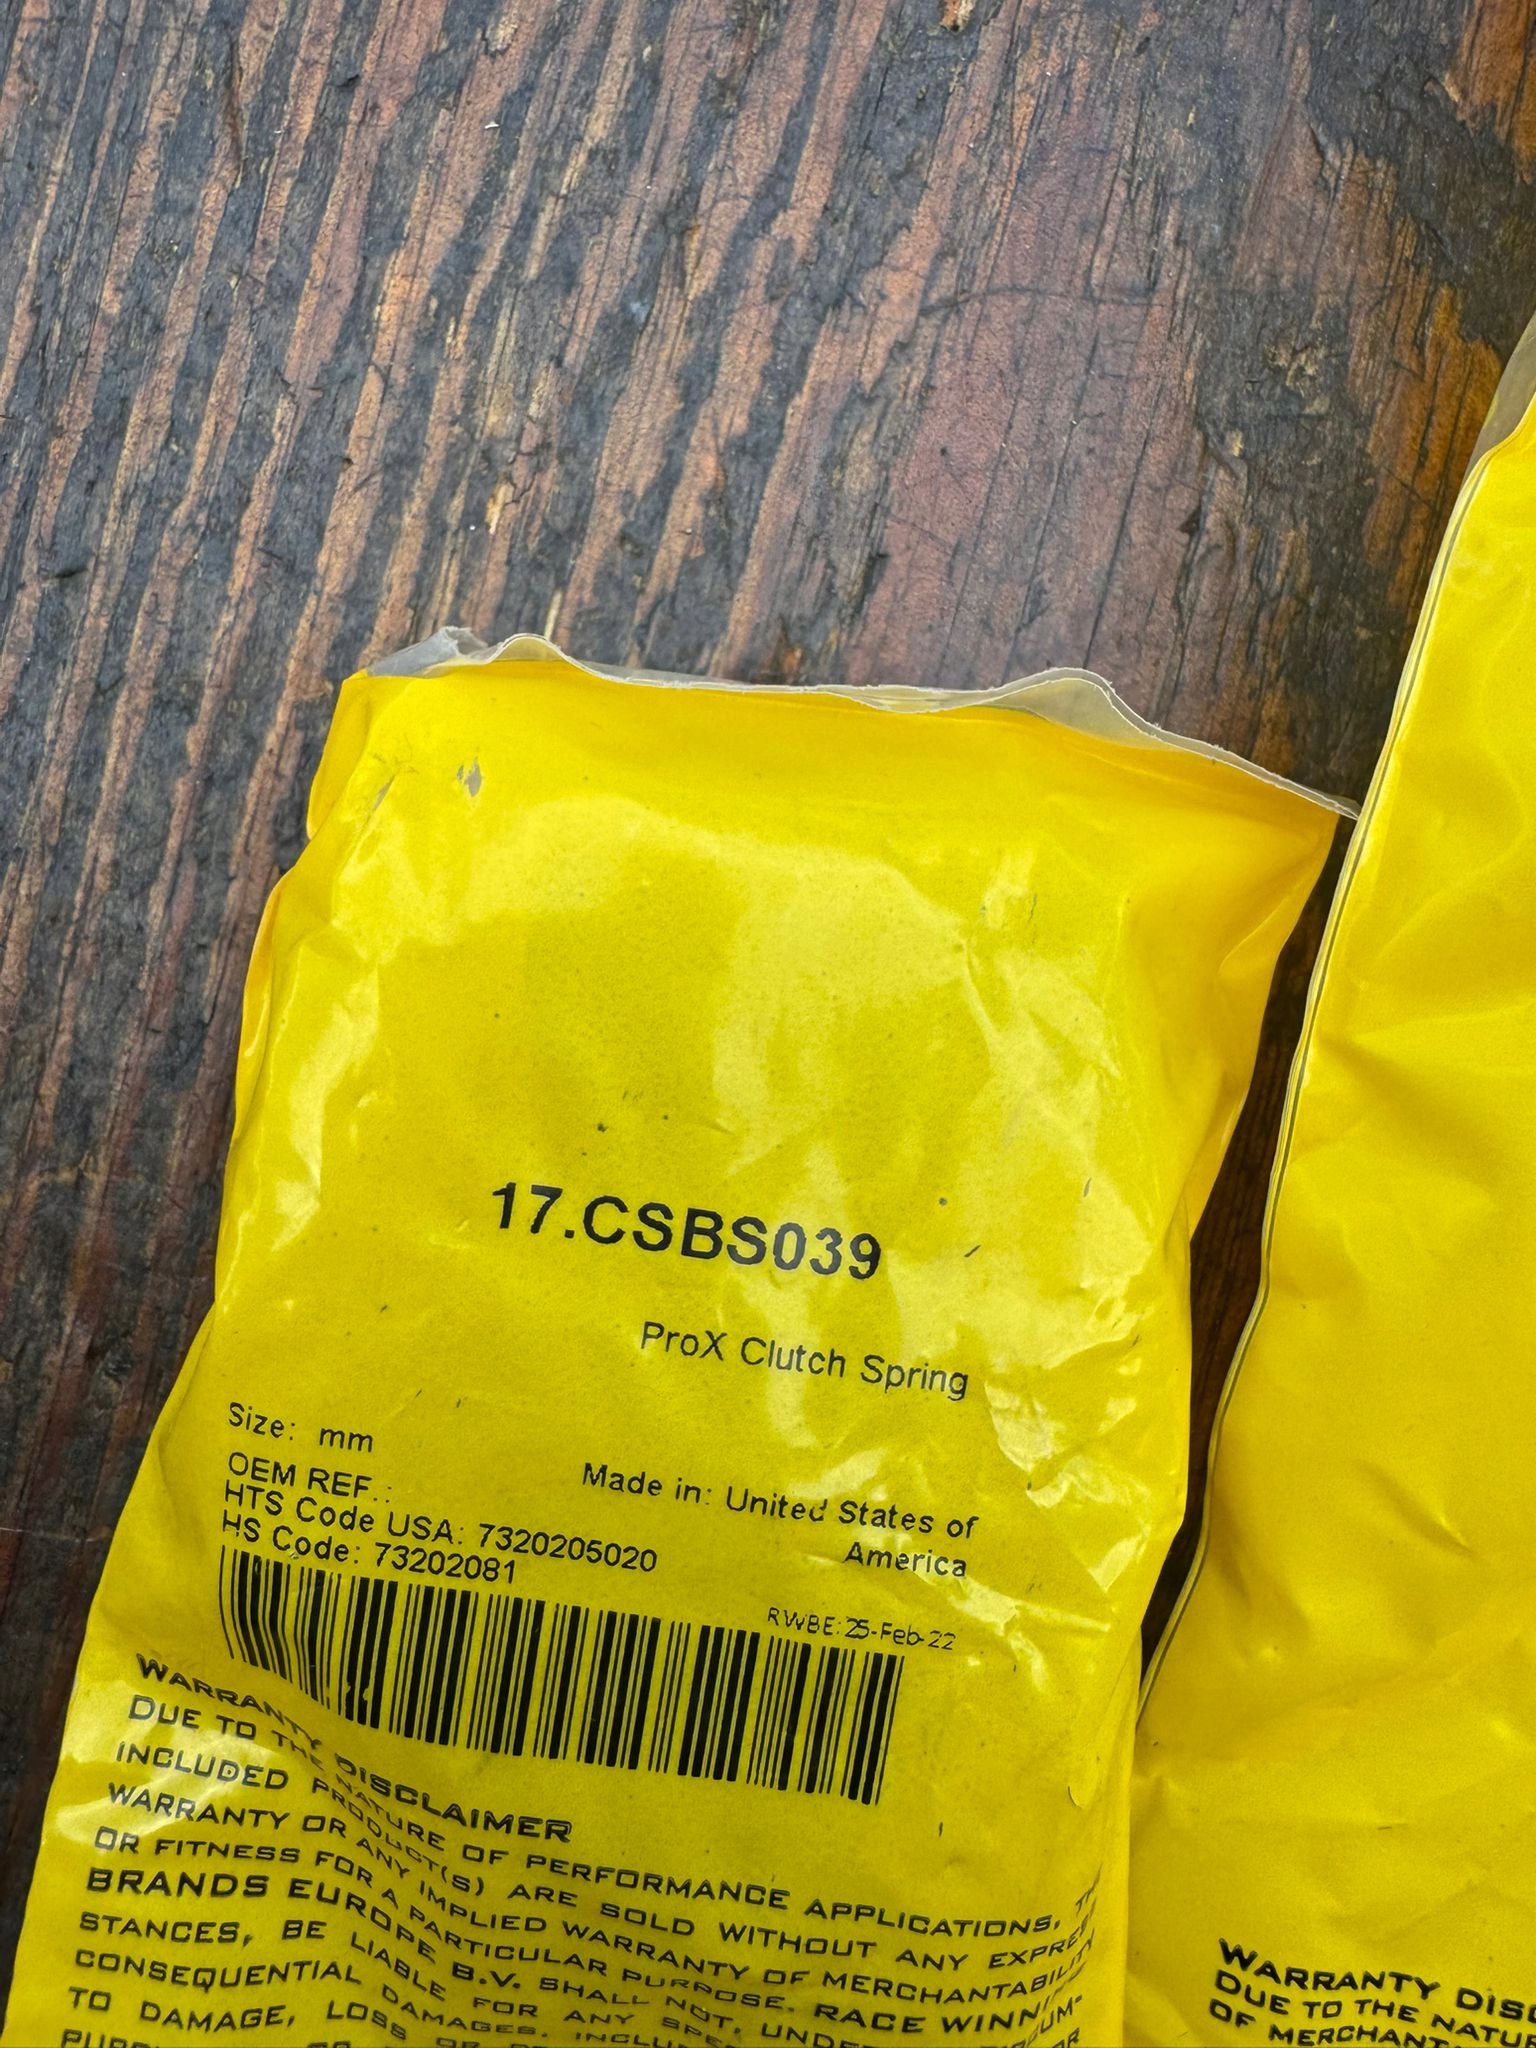 17.CSBS039
ProX Clutch Spring
Size: mm
OEM REF.:
HTS Code USA: 7320205020
HS Code: 73202081
Made in: United States of
America
RWBE: 25-Feb-22
WARRANTY DISCLAIMER
DUE TO THE NATURE OF PERFORMANCE APPLICATIONS,
INCLUDED PRODUCT(S) ARE SOLD WITHOUT ANY EXPRESS
WARRANTY OR ANY IMPLIED WARRANTY OF MERCHANTABILITY
OR FITNESS FOR A PARTICULAR PURPOSE. RACE WINNING
BRANDS EUROPE B.V. SHALL NOT, UNDER
STANCES, BE LIABLE FOR ANY
CONSEQUENTIAL DAMAGES,
TO DAMAGE, LOSS
WARRANTY
DUE TO THE
OF